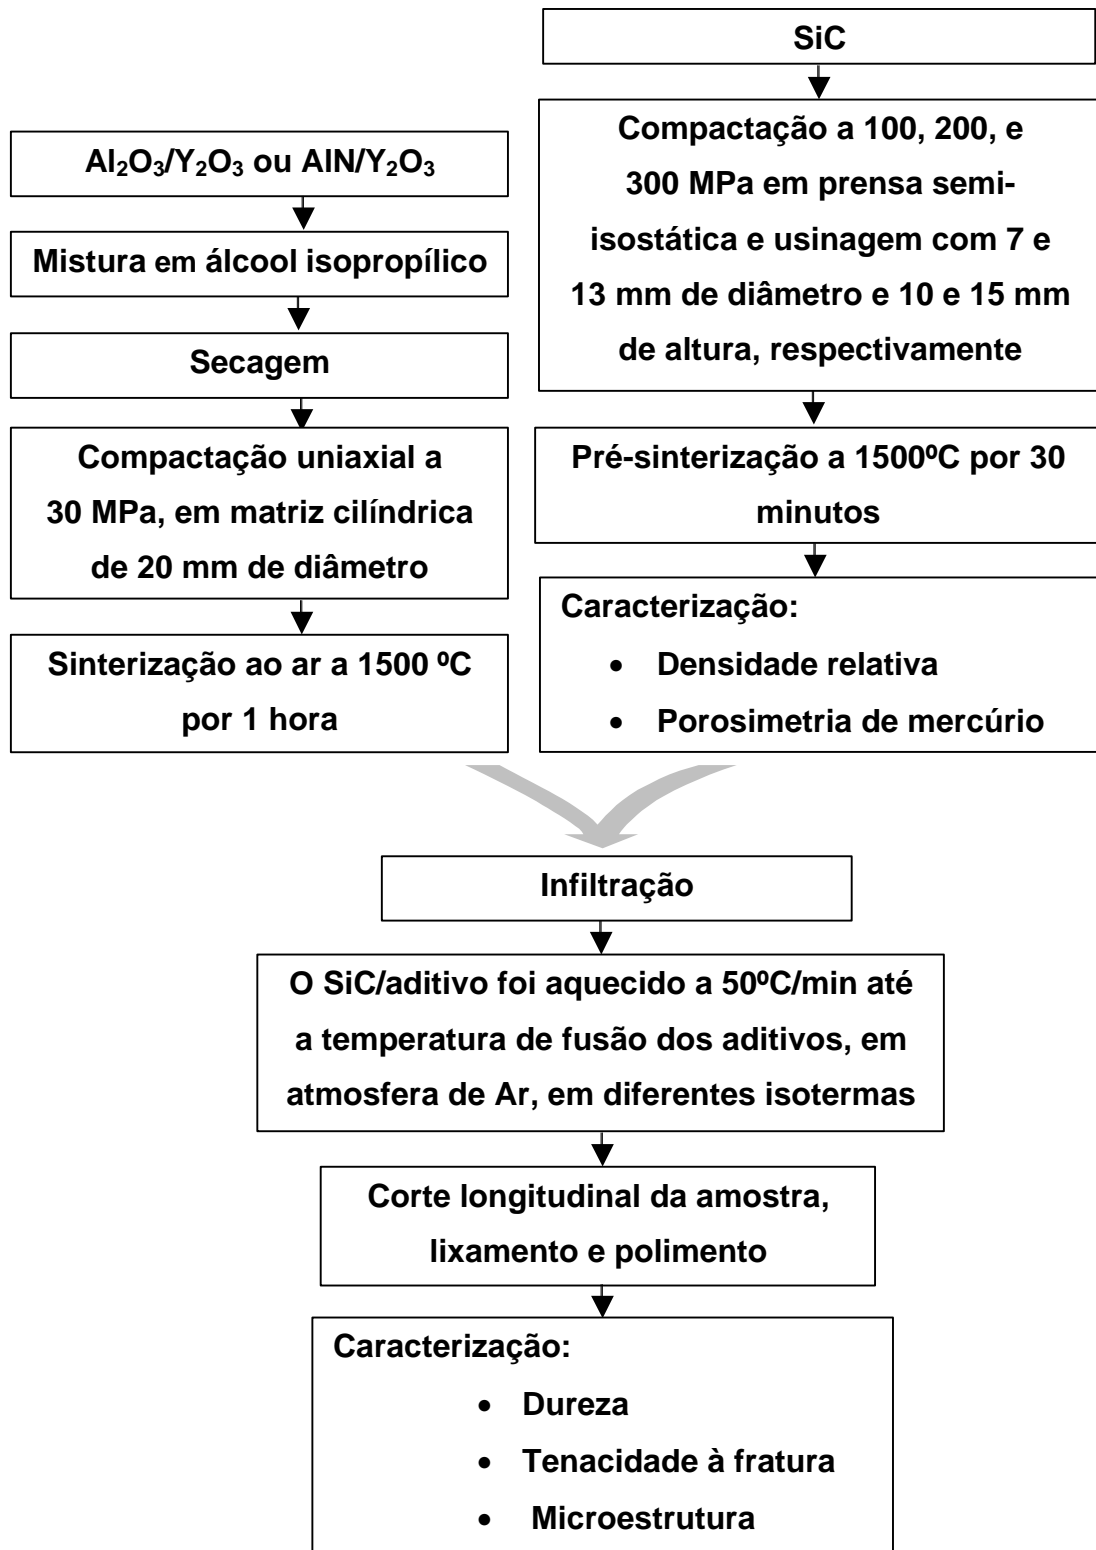 SiC
Compactação a 100, 200, e
300 MPa em prensa semi-
isostática e usinagem com 7 e
13 mm de diâmetro e 10 e 15 mm
de altura, respectivamente
Pré-sinterização a 1500ºC por 30
minutos
Caracterização:
• Densidade relativa
• Porosimetria de mercúrio
Al₂O₃/Y₂O₃ ou AlN/Y₂O₃
Mistura em álcool isopropílico
Secagem
Compactação uniaxial a
30 MPa, em matriz cilíndrica
de 20 mm de diâmetro
Sinterização ao ar a 1500 ºC
por 1 hora
Infiltração
O SiC/aditivo foi aquecido a 50ºC/min até
a temperatura de fusão dos aditivos, em
atmosfera de Ar, em diferentes isotermas
Corte longitudinal da amostra,
lixamento e polimento
Caracterização:
• Dureza
• Tenacidade à fratura
• Microestrutura